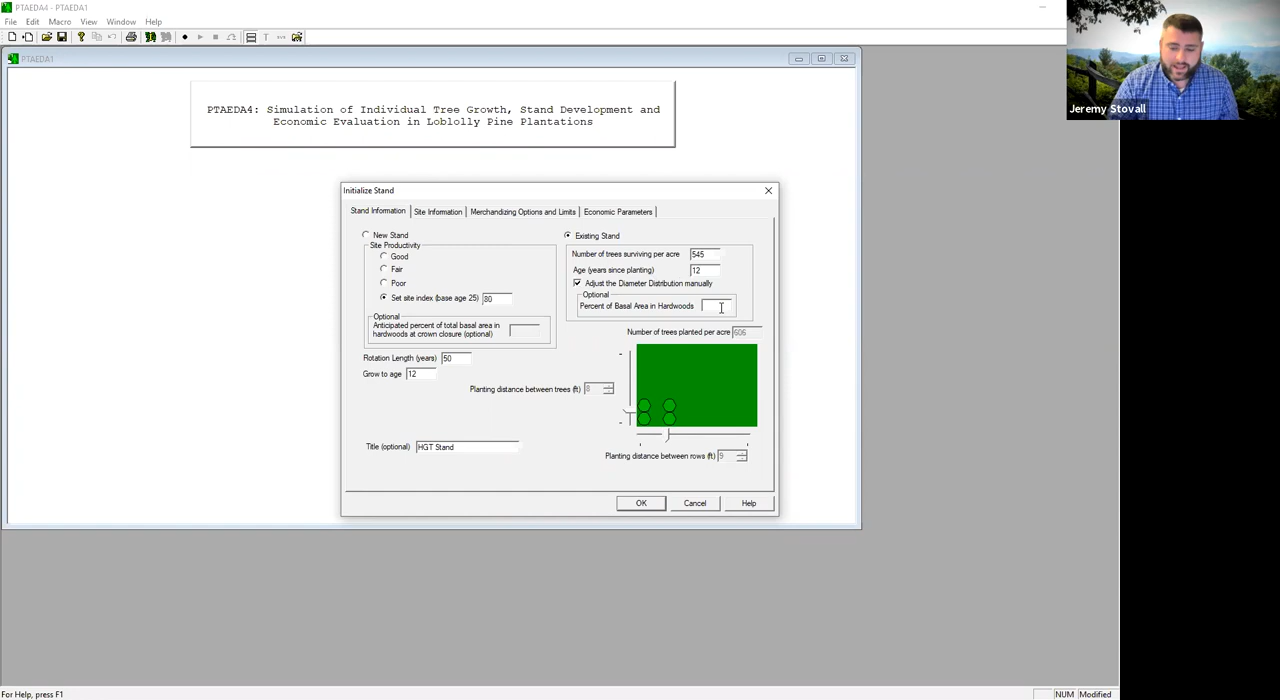 PTAEDA4 - PTAEDA1
File Edit Macro View Window Help
PTAEDA1
PTAEDA4: Simulation of Individual Tree Growth, Stand Development and
Economic Evaluation in Loblolly Pine Plantations
Jeremy Stovall
Initialize Stand
Stand Information Site Information Merchandizing Options and Limits Economic Parameters
New Stand
Site Productivity
Good
Fair
Poor
Set site index (base age 25) 80
Optional
Anticipated percent of total basal area in
hardwoods at crown closure (optional)
Rotation Length (years) 50
Grow to age 12
Existing Stand
Number of trees surviving per acre 545
Age (years since planting) 12
Adjust the Diameter Distribution manually
Optional
Percent of Basal Area in Hardwoods
Number of trees planted per acre 606
Planting distance between trees (ft) 8
Planting distance between rows (ft) 9
Title (optional) HGT Stand
OK Cancel Help
For Help, press F1
NUM Modified